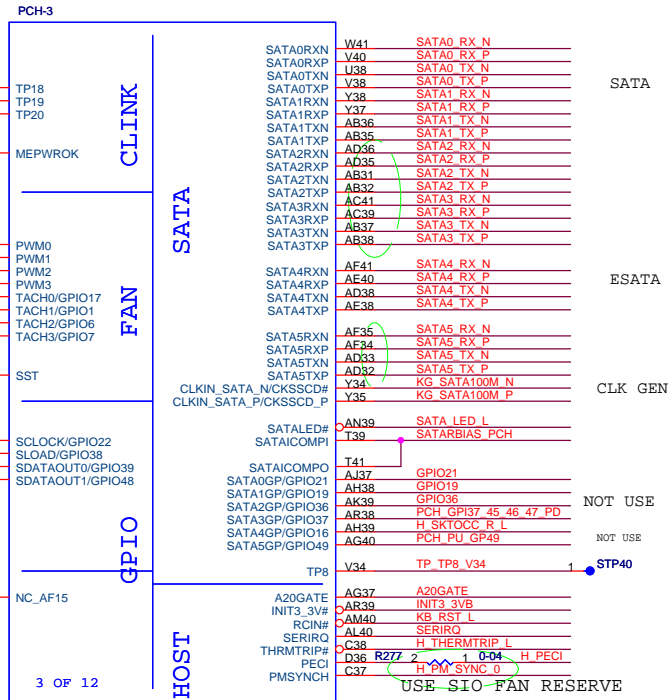 PCH-3
SATA0RXN W41 SATA0_RX_N
SATA0RXP V40 SATA0_RX_P
SATA0TXN U38 SATA0_TX_N
SATA0TXP V38 SATA0_TX_P
SATA
TP18 SATA1RXN Y38 SATA1_RX_N
TP19 SATA1RXP Y37 SATA1_RX_P
TP20 SATA1TXN AB36 SATA1_TX_N
SATA1TXP AB35 SATA1_TX_P
CLINK
MEPWROK SATA2RXN AD36 SATA2_RX_N
SATA2RXP AD35 SATA2_RX_P
SATA2TXN AB31 SATA2_TX_N
SATA2TXP AB32 SATA2_TX_P
SATA
SATA3RXN AC41 SATA3_RX_N
SATA3RXP AC39 SATA3_RX_P
SATA3TXN AB37 SATA3_TX_N
PWM0 SATA3TXP AB38 SATA3_TX_P
PWM1
PWM2 SATA4RXN AF41 SATA4_RX_N
PWM3 SATA4RXP AE40 SATA4_RX_P
ESATA
TACH0/GPIO17 SATA4TXN AD38 SATA4_TX_N
TACH1/GPIO1 SATA4TXP AE38 SATA4_TX_P
FAN
TACH2/GPIO6
TACH3/GPIO7 SATA5RXN AF35 SATA5_RX_N
SATA5RXP AF34 SATA5_RX_P
SATA5TXN AD33 SATA5_TX_N
SST SATA5TXP AD32 SATA5_TX_P
CLKIN_SATA_N/CKSSCD# Y34 KG_SATA100M_N
CLK GEN
CLKIN_SATA_P/CKSSCD_P Y35 KG_SATA100M_P
SATALED# AN39 SATA_LED_L
SCLOCK/GPIO22 SATAICOMPI T39 SATARBIAS_PCH
SLOAD/GPIO38
SDATAOUT0/GPIO39 SATAICOMPO T41
SDATAOUT1/GPIO48 SATA0GP/GPIO21 AJ37 GPIO21
SATA1GP/GPIO19 AH38 GPIO19
SATA2GP/GPIO36 AK39 GPIO36
NOT USE
SATA3GP/GPIO37 AR38 PCH_GPI37_45_46_47_PD
SATA4GP/GPIO16 AH39 H_SKTOCC_R_L
SATA5GP/GPIO49 AG40 PCH_PU_GP49
NOT USE
GPIO
TP8 V34 TP_TP8_V34 1 STP40
NC_AF15 A20GATE AG37 A20GATE
INIT3_3V# AR39 INIT3_3VB
RCIN# AM40 KB_RST_L
SERIRQ AL40 SERIRQ
HOST
THRMTRIP# C38 H_THERMTRIP_L
PECI D36 R277 2 1 0-04 H_PECI
PMSYNCH C37 H_PM_SYNC_0
3 OF 12
USE SIO FAN RESERVE